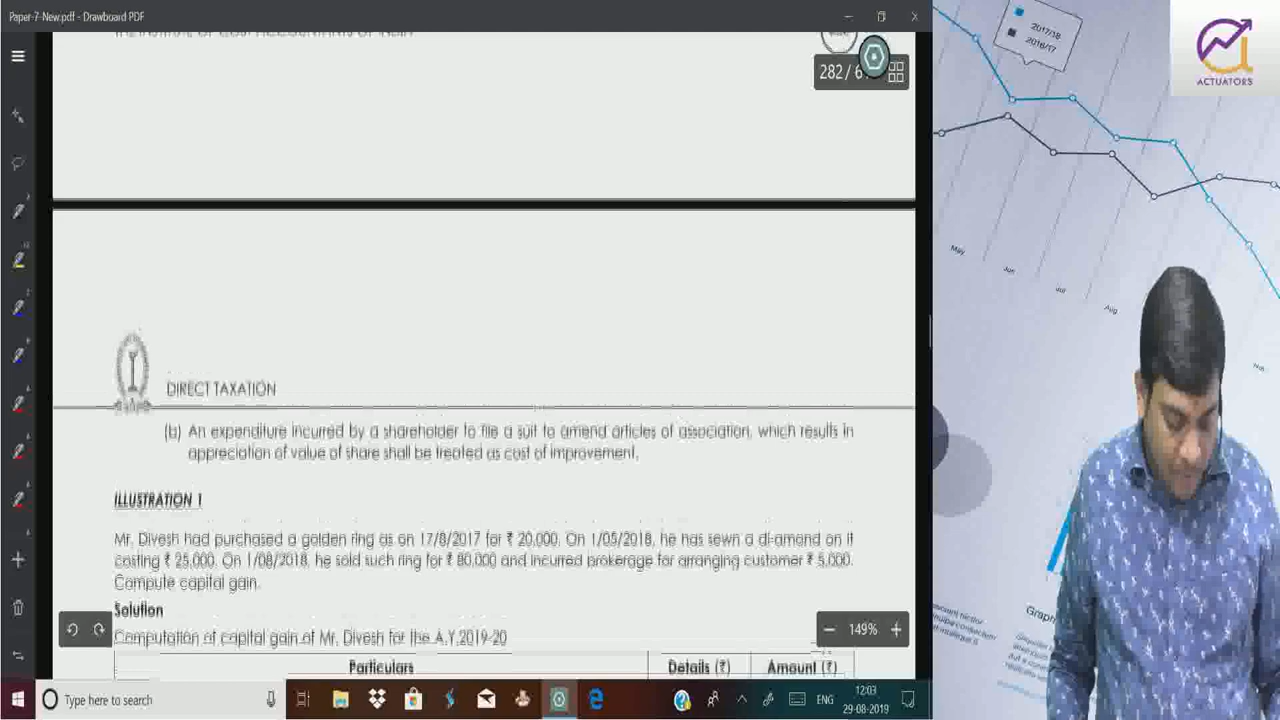 Paper-7-New.pdf - Drawboard PDF
2017/18
2016/17
ACTUATORS
282 / 6
May
Jun
Jul
Aug
DIRECT TAXATION
(b) An expenditure incurred by a shareholder to file a suit to amend articles of association, which results in
appreciation of value of share shall be treated as cost of improvement.
ILLUSTRATION 1
Mr. Divesh had purchased a golden ring as on 17/8/2017 for ₹ 20,000. On 1/05/2018, he has sewn a di-amond on it
costing ₹ 25,000. On 1/08/2018, he sold such ring for ₹ 80,000 and incurred prokerage for arranging customer ₹ 5,000.
Compute capital gain.
Solution
Computation of capital gain of Mr. Divesh for the A.Y.2019-20
Particulars Details (₹) Amount (₹)
149%
Graph
Type here to search
ENG
12:03
29-08-2019